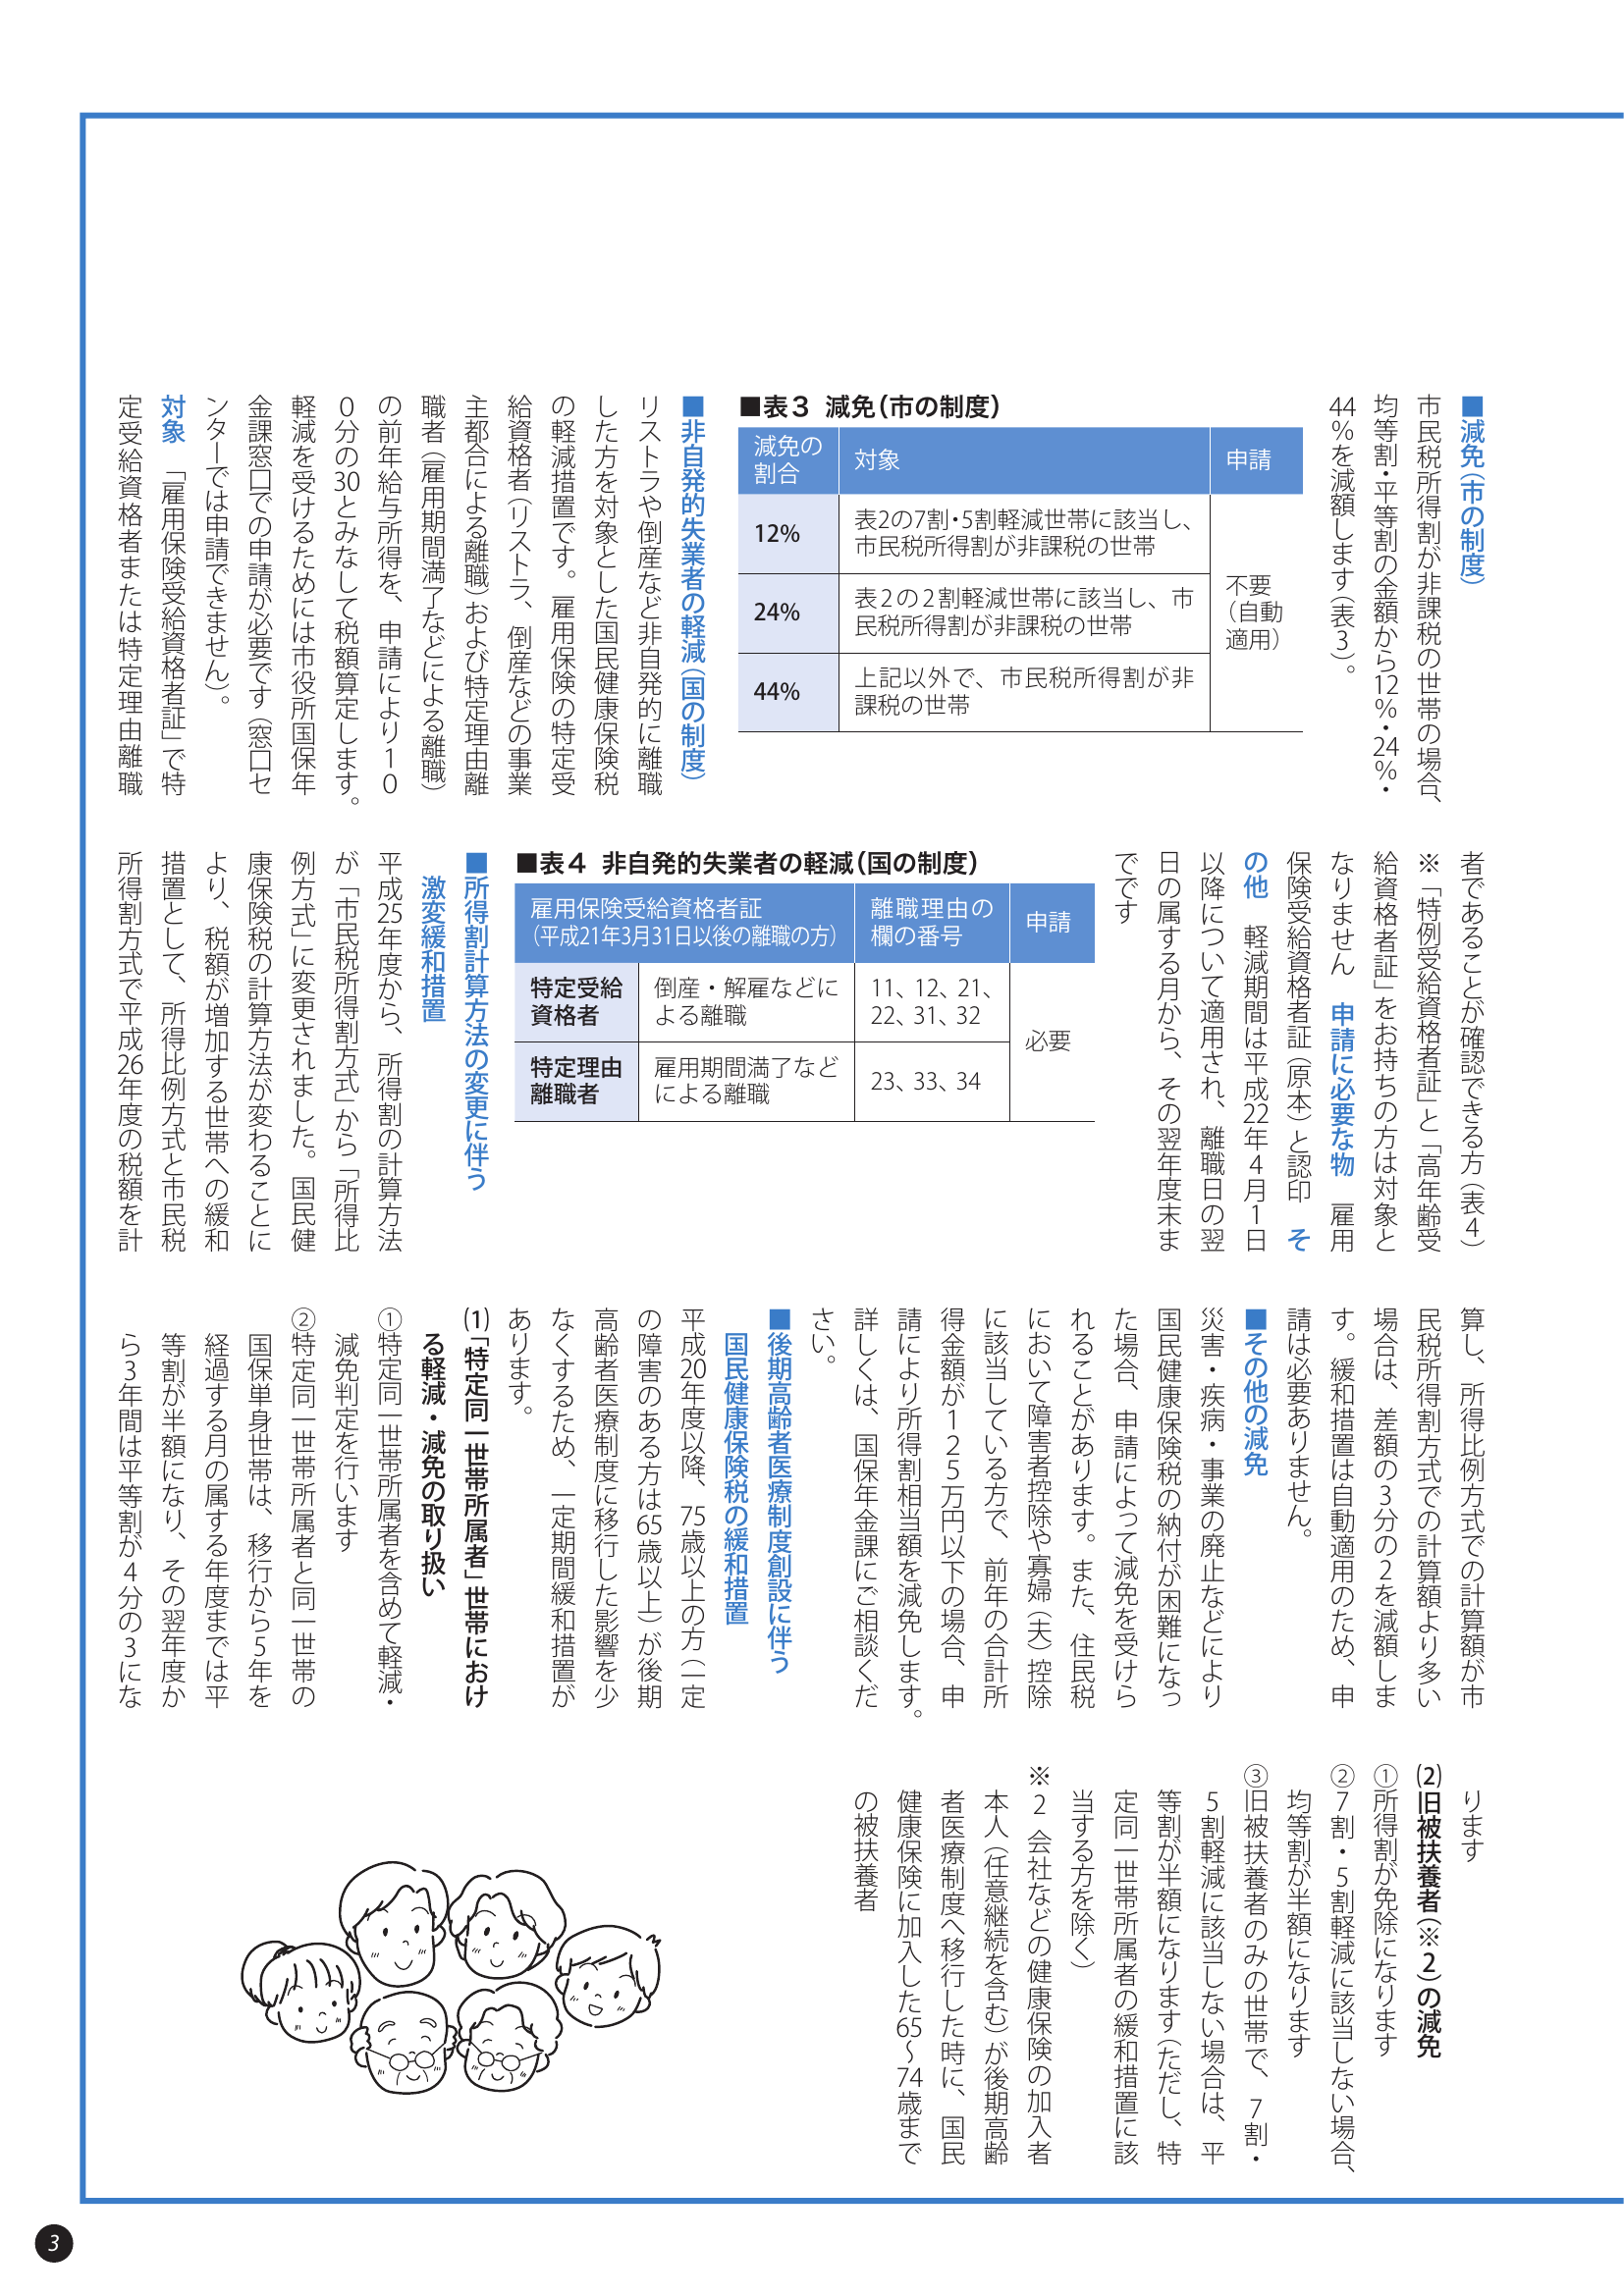 ■減免（市の制度）
市民税所得割が非課税の世帯の場合、
均等割・平等割の金額から12％・24％・
44％を減額します（表３）。
■表３ 減免（市の制度）
減免の
割合
対象
申請
12%
表2の7割・5割軽減世帯に該当し、
市民税所得割が非課税の世帯
24%
表２の２割軽減世帯に該当し、市
民税所得割が非課税の世帯
44%
上記以外で、市民税所得割が非
課税の世帯
不要
（自動
適用）
■非自発的失業者の軽減（国の制度）
リストラや倒産など非自発的に離職
した方を対象とした国民健康保険税
の軽減措置です。雇用保険の特定受
給資格者（リストラ、倒産などの事業
主都合による離職）および特定理由離
職者（雇用期間満了などによる離職）
の前年給与所得を、申請により１０
０分の30とみなして税額算定します。
軽減を受けるためには市役所国保年
金課窓口での申請が必要です（窓口セ
ンターでは申請できません）。
対象　「雇用保険受給資格者証」で特
定受給資格者または特定理由離職
者であることが確認できる方（表４）
※「特例受給資格者証」と「高年齢受
給資格者証」をお持ちの方は対象と
なりません　申請に必要な物　雇用
保険受給資格者証（原本）と認印　そ
の他　軽減期間は平成22年４月１日
以降について適用され、離職日の翌
日の属する月から、その翌年度末ま
でです
■表４ 非自発的失業者の軽減（国の制度）
雇用保険受給資格者証
（平成21年3月31日以後の離職の方）
離職理由の
欄の番号
申請
特定受給
資格者
倒産・解雇などに
よる離職
11、12、21、
22、31、32
特定理由
離職者
雇用期間満了など
による離職
23、33、34
必要
■所得割計算方法の変更に伴う
激変緩和措置
平成25年度から、所得割の計算方法
が「市民税所得割方式」から「所得比
例方式」に変更されました。国民健
康保険税の計算方法が変わることに
より、税額が増加する世帯への緩和
措置として、所得比例方式と市民税
所得割方式で平成26年度の税額を計
算し、所得比例方式での計算額が市
民税所得割方式での計算額より多い
場合は、差額の３分の２を減額しま
す。緩和措置は自動適用のため、申
請は必要ありません。
■その他の減免
災害・疾病・事業の廃止などにより
国民健康保険税の納付が困難になっ
た場合、申請によって減免を受けら
れることがあります。また、住民税
において障害者控除や寡婦（夫）控除
に該当している方で、前年の合計所
得金額が１２５万円以下の場合、申
請により所得割相当額を減免します。
詳しくは、国保年金課にご相談くだ
さい。
■後期高齢者医療制度創設に伴う
国民健康保険税の緩和措置
平成20年度以降、75歳以上の方（一定
の障害のある方は65歳以上）が後期
高齢者医療制度に移行した影響を少
なくするため、一定期間緩和措置が
あります。
(1)「特定同一世帯所属者」世帯におけ
る軽減・減免の取り扱い
①特定同一世帯所属者を含めて軽減・
減免判定を行います
②特定同一世帯所属者と同一世帯の
国保単身世帯は、移行から５年を
経過する月の属する年度までは平
等割が半額になり、その翌年度か
ら３年間は平等割が４分の３にな
ります
(2)旧被扶養者（※２）の減免
①所得割が免除になります
②７割・５割軽減に該当しない場合、
均等割が半額になります
③旧被扶養者のみの世帯で、７割・
５割軽減に該当しない場合は、平
等割が半額になります（ただし、特
定同一世帯所属者の緩和措置に該
当する方を除く）
※２ 会社などの健康保険の加入者
本人（任意継続を含む）が後期高齢
者医療制度へ移行した時に、国民
健康保険に加入した65〜74歳まで
の被扶養者
3